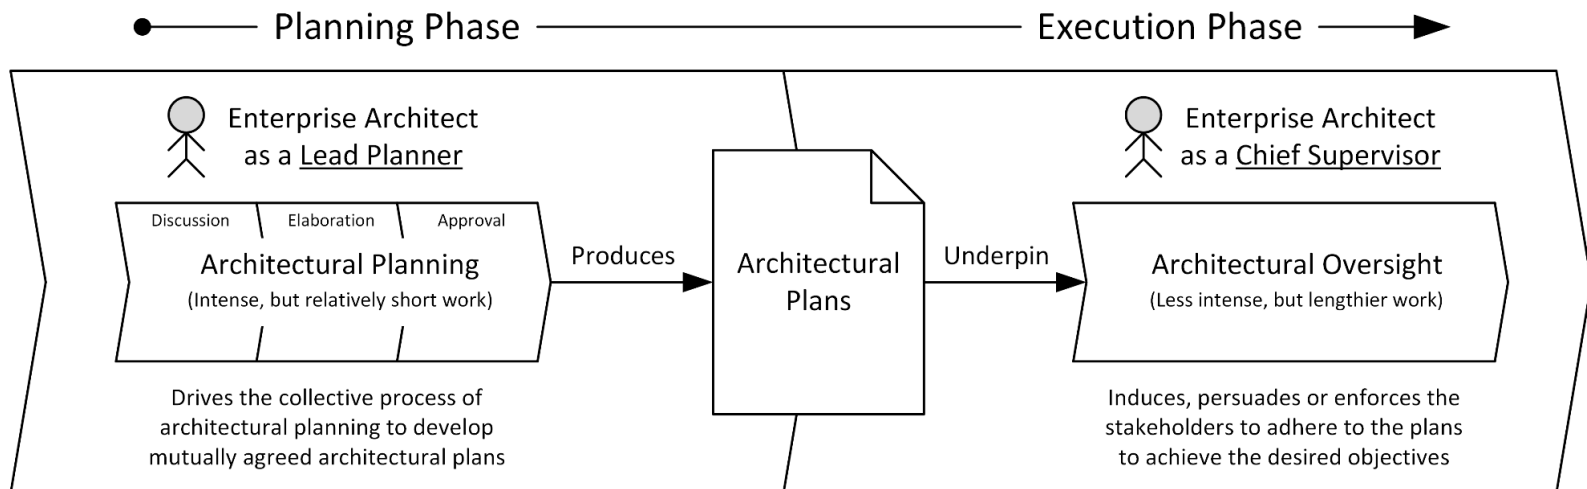 Planning Phase
Execution Phase
Enterprise Architect
as a Lead Planner
Enterprise Architect
as a Chief Supervisor
Discussion
Elaboration
Approval
Architectural Planning
(Intense, but relatively short work)
Produces
Architectural
Plans
Underpin
Architectural Oversight
(Less intense, but lengthier work)
Drives the collective process of
architectural planning to develop
mutually agreed architectural plans
Induces, persuades or enforces the
stakeholders to adhere to the plans
to achieve the desired objectives